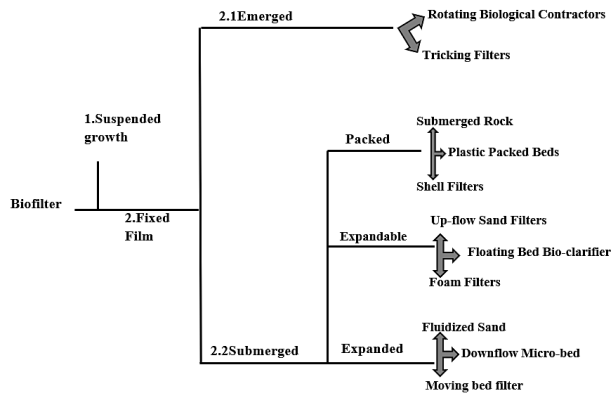 2.1Emerged
Rotating Biological Contractors
Tricking Filters
1.Suspended
growth
Submerged Rock
Packed
Plastic Packed Beds
Shell Filters
Biofilter
2.Fixed
Film
Up-flow Sand Filters
Expandable
Floating Bed Bio-clarifier
Foam Filters
Fluidized Sand
2.2Submerged
Expanded
Downflow Micro-bed
Moving bed filter